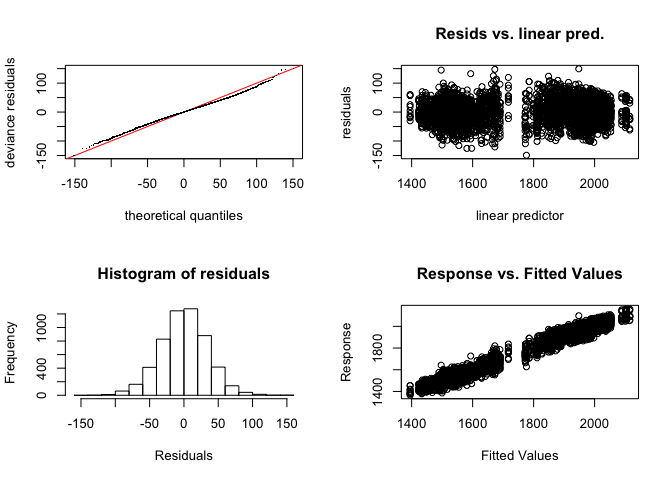 deviance residuals
-150
0
100
-150
-50
0
50
100
150
theoretical quantiles
Resids vs. linear pred.
residuals
-150
0
100
1400
1600
1800
2000
linear predictor
Histogram of residuals
Frequency
0
400
1000
-150
-50
0
50
100
150
Residuals
Response vs. Fitted Values
Response
1400
1800
1400
1600
1800
2000
Fitted Values